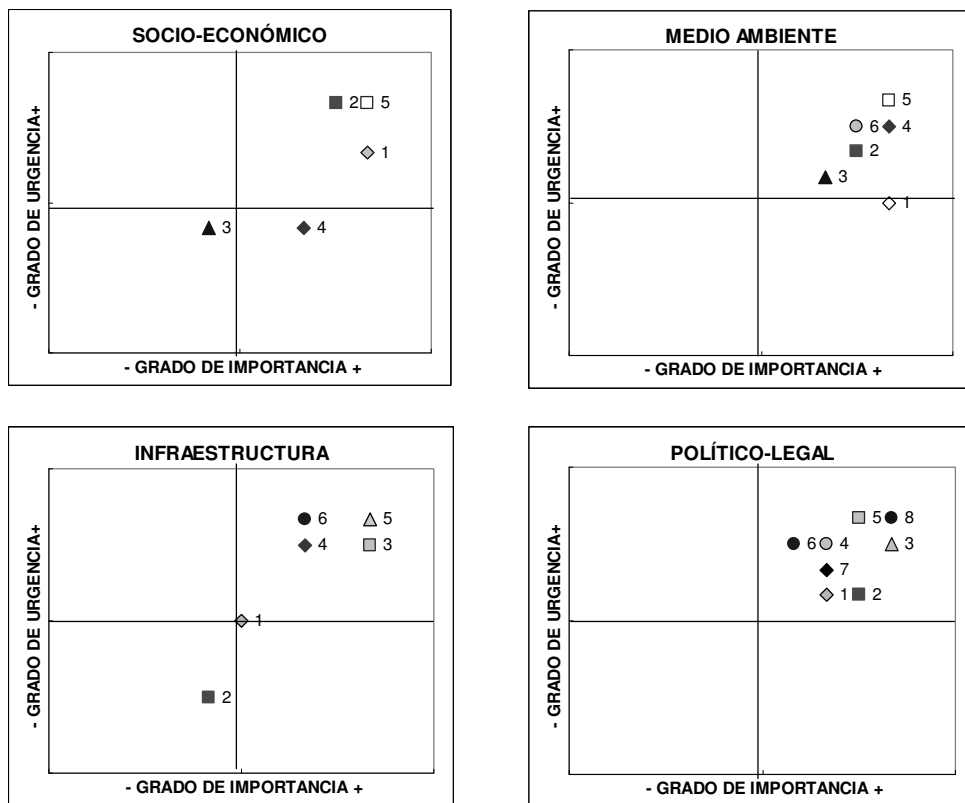 SOCIO-ECONÓMICO
- GRADO DE URGENCIA+
2 5
1
3 4
- GRADO DE IMPORTANCIA +
MEDIO AMBIENTE
- GRADO DE URGENCIA+
5
6 4
2
3
1
- GRADO DE IMPORTANCIA +
INFRAESTRUCTURA
- GRADO DE URGENCIA+
6 5
4 3
1
2
- GRADO DE IMPORTANCIA +
POLÍTICO-LEGAL
- GRADO DE URGENCIA+
5 8
6 4 3
7
1 2
- GRADO DE IMPORTANCIA +